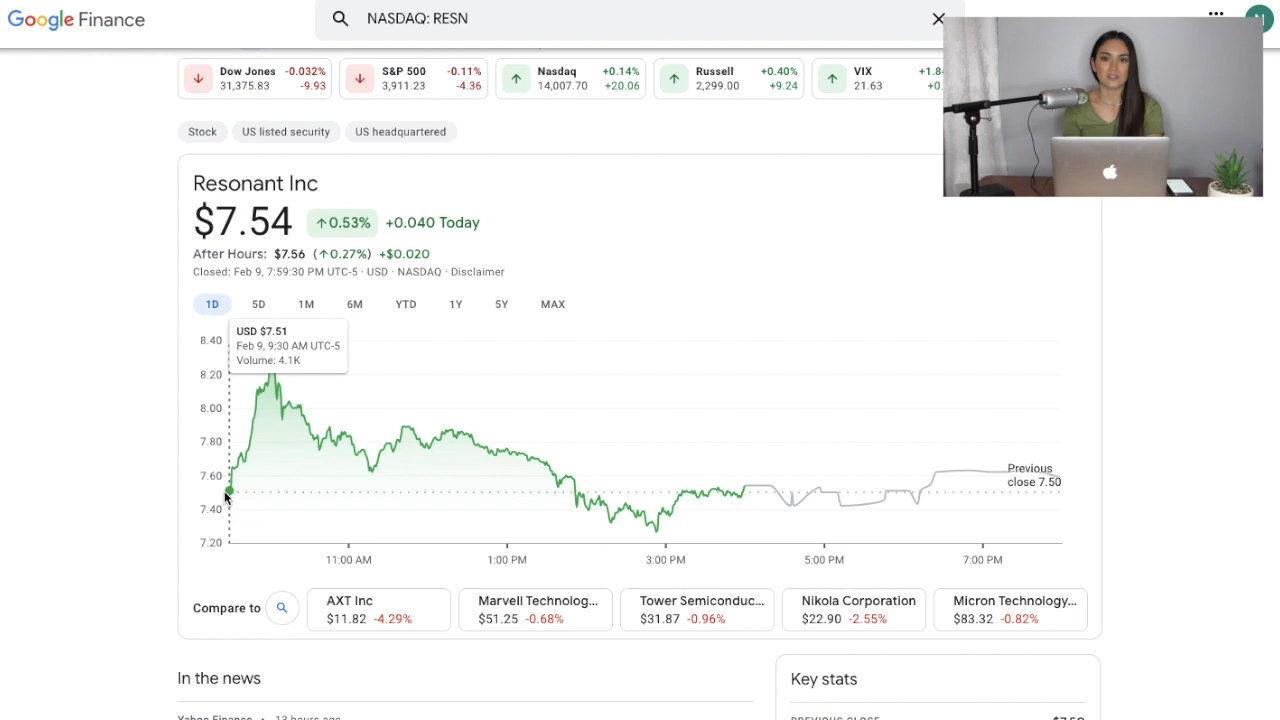 Google Finance
NASDAQ: RESN
Dow Jones -0.032%
31,375.83 -9.93
S&P 500 -0.11%
3,911.23 -4.36
Nasdaq +0.14%
14,007.70 +20.06
Russell +0.40%
2,299.00 +9.24
VIX
21.63
Stock
US listed security
US headquartered
Resonant Inc
$7.54 ↑0.53% +0.040 Today
After Hours: $7.56 (↑0.27%) +$0.020
Closed: Feb 9, 7:59:30 PM UTC-5 · USD · NASDAQ · Disclaimer
1D 5D 1M 6M YTD 1Y 5Y MAX
USD $7.51
Feb 9, 9:30 AM UTC-5
Volume: 4.1K
8.40
8.20
8.00
7.80
7.60
7.40
7.20
Previous
close 7.50
11:00 AM 1:00 PM 3:00 PM 5:00 PM 7:00 PM
Compare to
AXT Inc
$11.82 -4.29%
Marvell Technolog...
$51.25 -0.68%
Tower Semiconduc...
$31.87 -0.96%
Nikola Corporation
$22.90 -2.55%
Micron Technology...
$83.32 -0.82%
In the news
Key stats
Yahoo Finance · 13 hours ago
PREVIOUS CLOSE